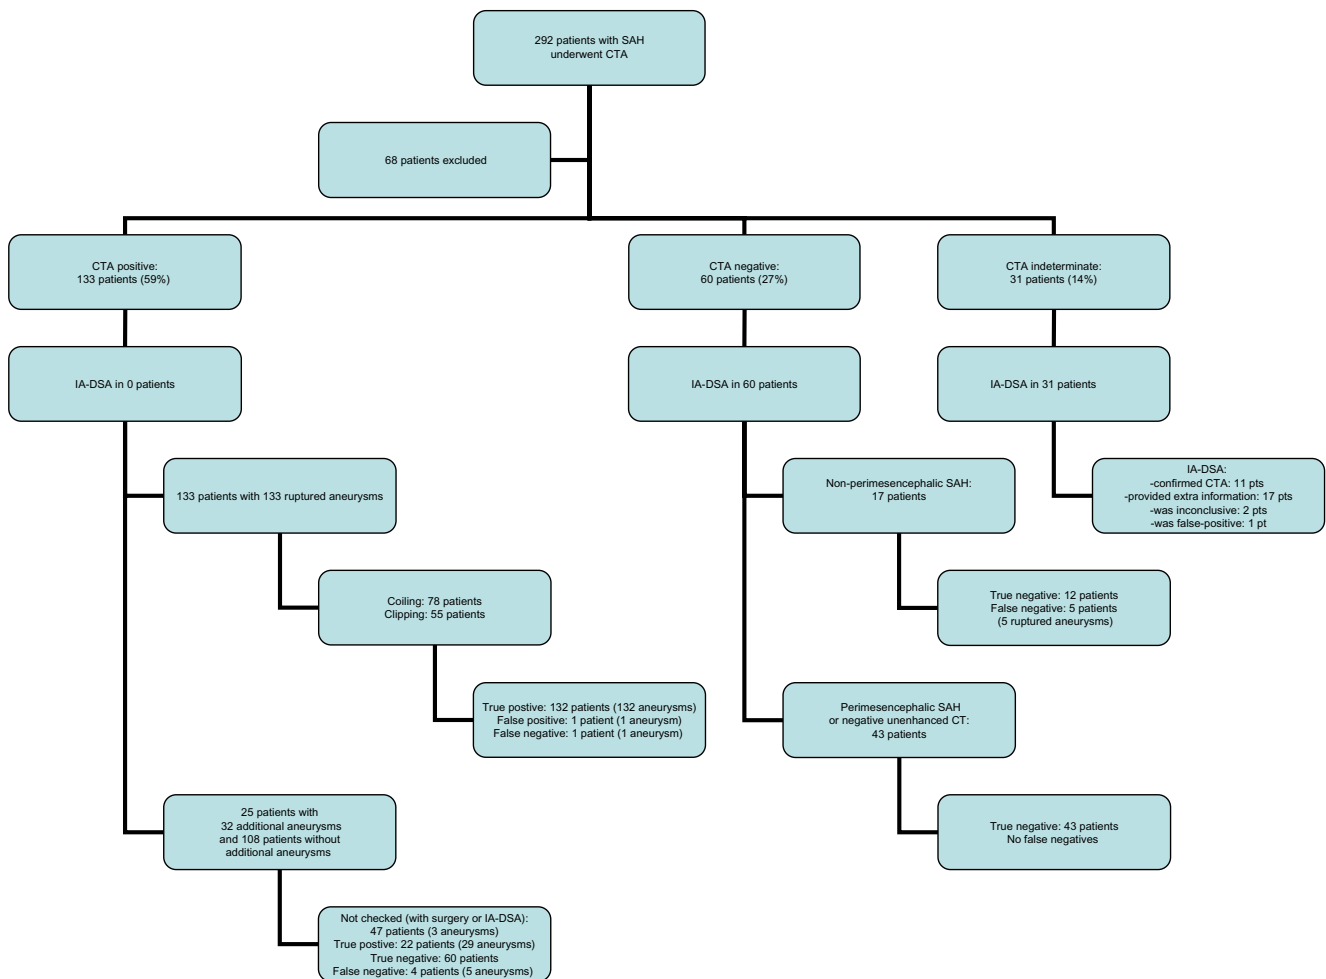 292 patients with SAH
underwent CTA
68 patients excluded
CTA positive:
133 patients (59%)
CTA negative:
60 patients (27%)
CTA indeterminate:
31 patients (14%)
IA-DSA in 0 patients
IA-DSA in 60 patients
IA-DSA in 31 patients
133 patients with 133 ruptured aneurysms
Non-perimesencephalic SAH:
17 patients
IA-DSA:
-confirmed CTA: 11 pts
-provided extra information: 17 pts
-was inconclusive: 2 pts
-was false-positive: 1 pt
Coiling: 78 patients
Clipping: 55 patients
True negative: 12 patients
False negative: 5 patients
(5 ruptured aneurysms)
True postive: 132 patients (132 aneurysms)
False positive: 1 patient (1 aneurysm)
False negative: 1 patient (1 aneurysm)
Perimesencephalic SAH
or negative unenhanced CT:
43 patients
25 patients with
32 additional aneurysms
and 108 patients without
additional aneurysms
True negative: 43 patients
No false negatives
Not checked (with surgery or IA-DSA):
47 patients (3 aneurysms)
True postive: 22 patients (29 aneurysms)
True negative: 60 patients
False negative: 4 patients (5 aneurysms)